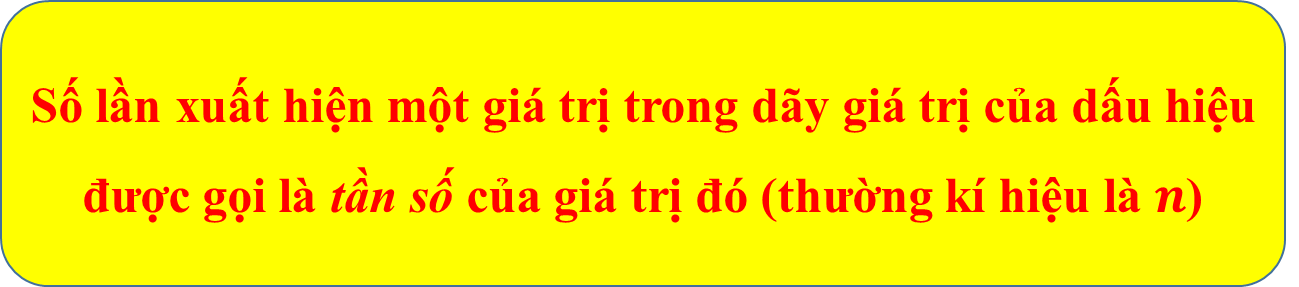 Số lần xuất hiện một giá trị trong dãy giá trị của dấu hiệu
được gọi là tần số của giá trị đó (thường kí hiệu là n)